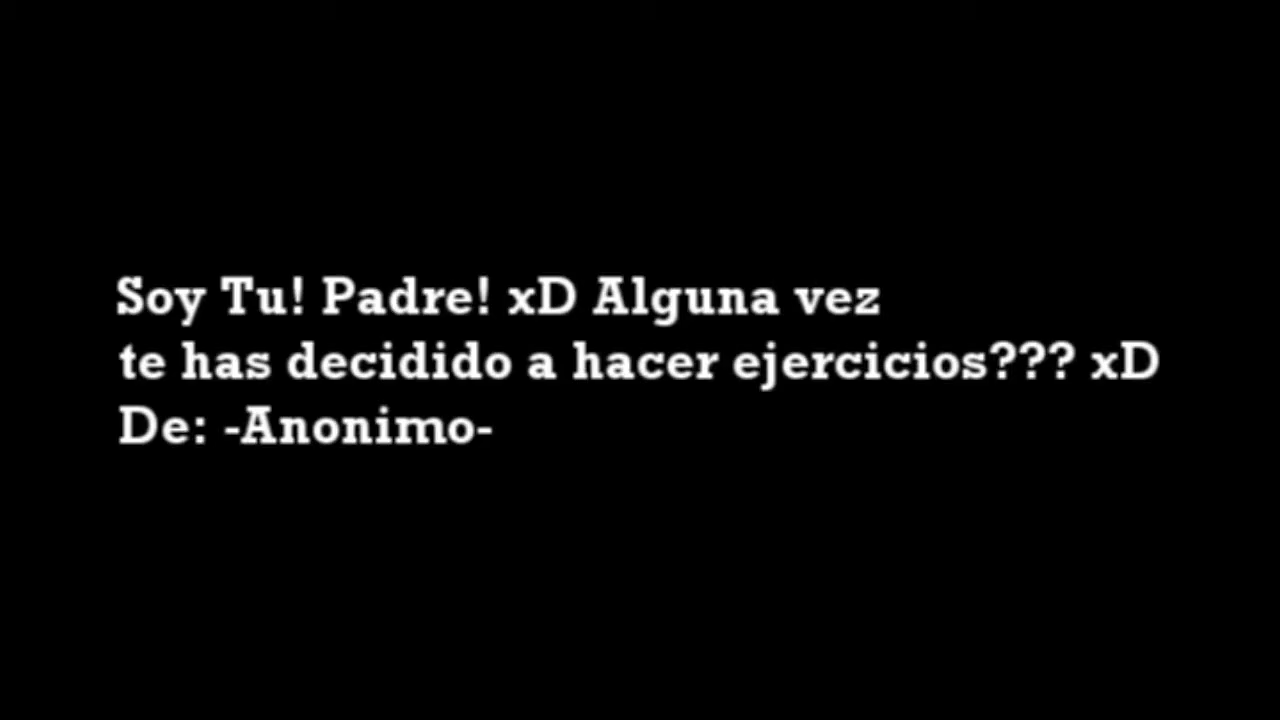 Soy Tu! Padre! xD Alguna vez
te has decidido a hacer ejercicios??? xD
De: -Anonimo-